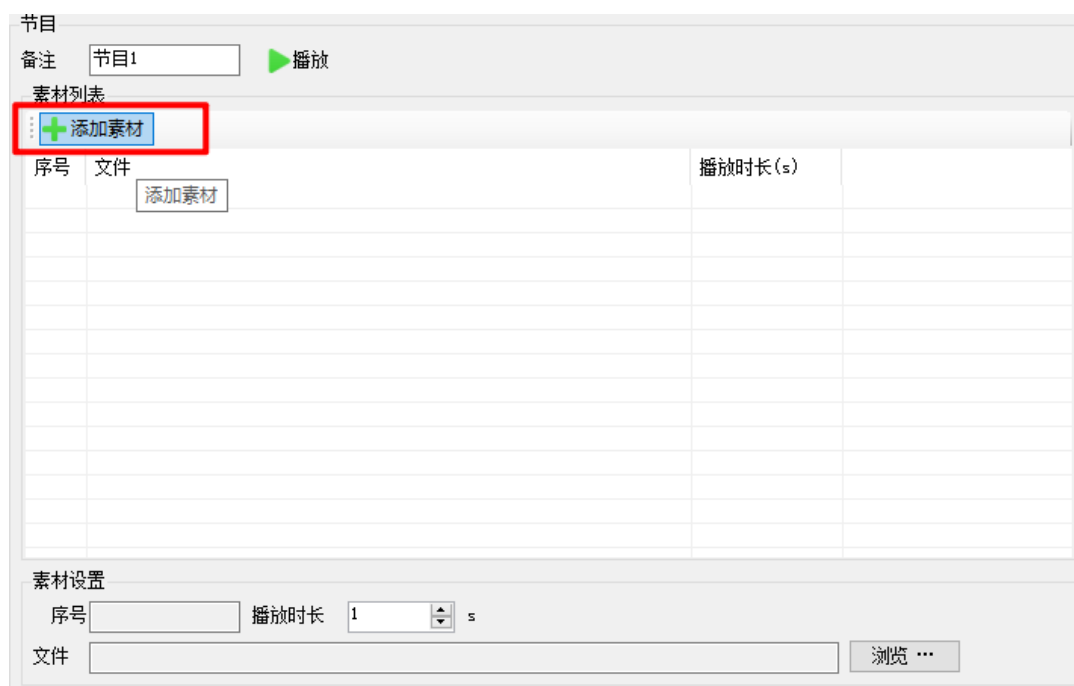 节目
备注 节目1 播放
素材列表
添加素材
序号 文件 播放时长(s)
添加素材
素材设置
序号 播放时长 1 s
文件 浏览 …